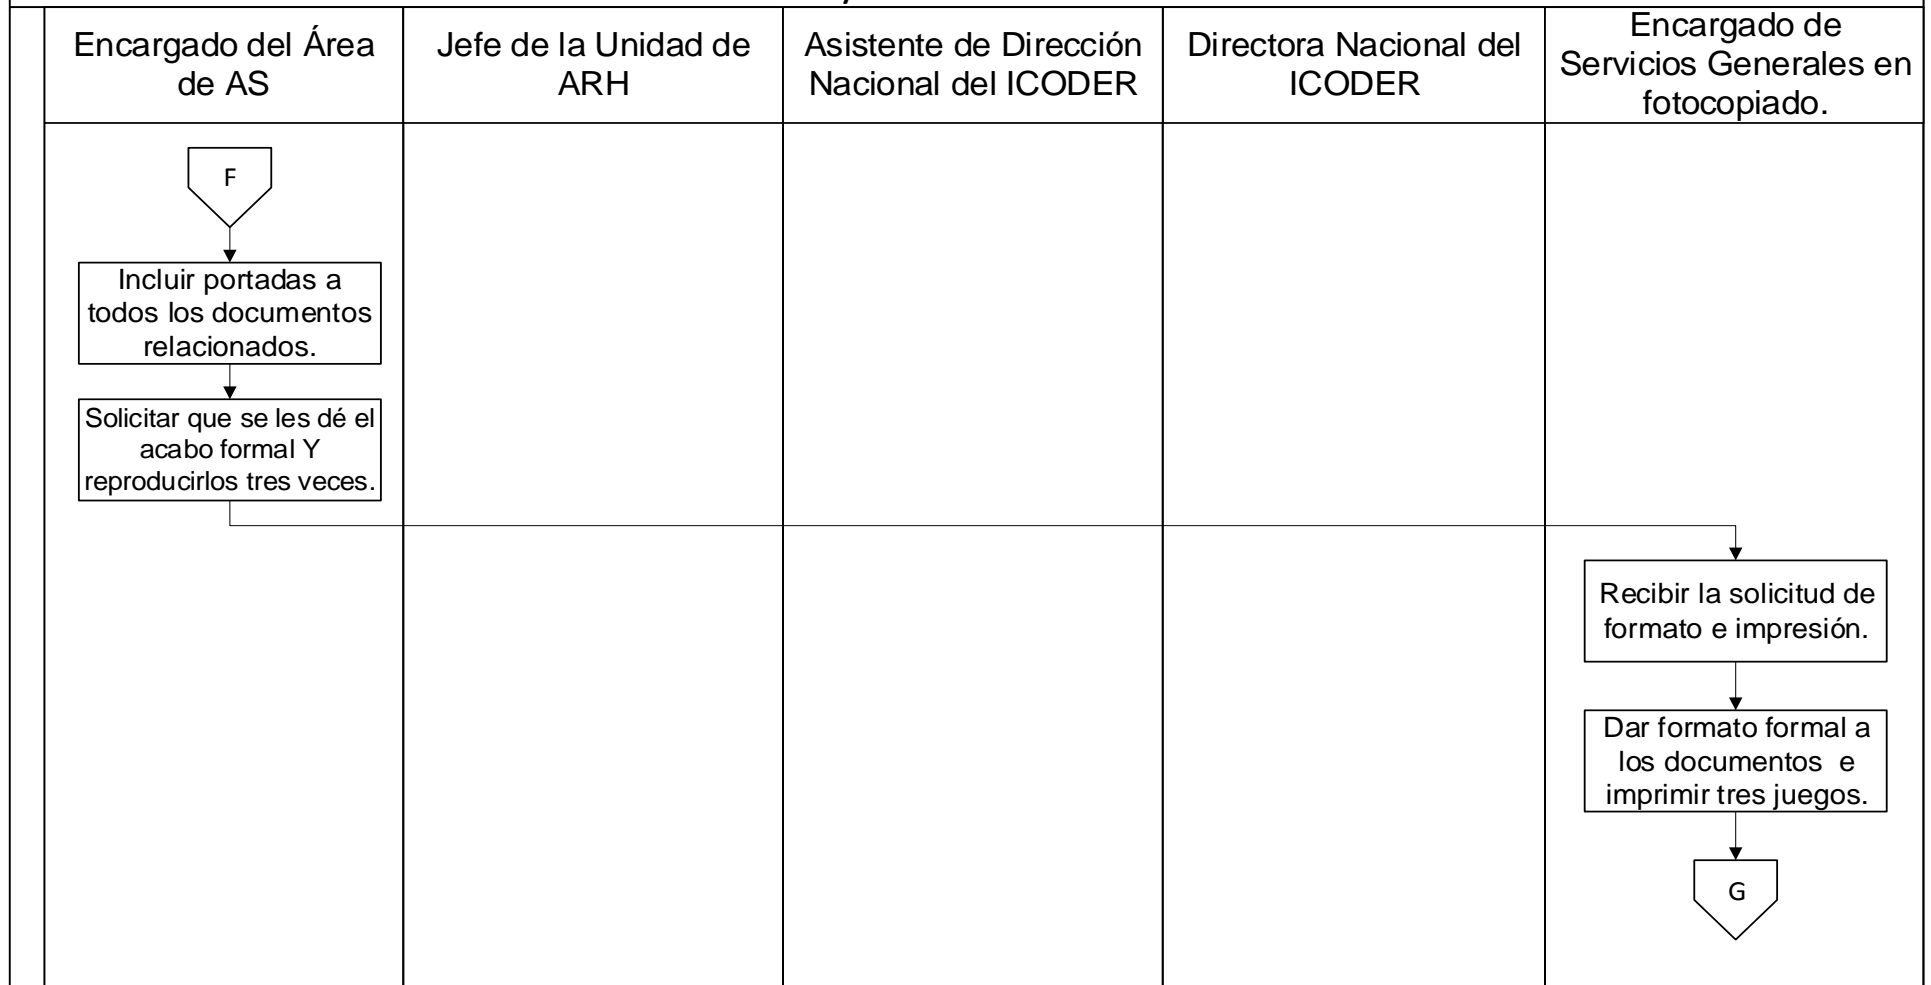 Encargado del Área
de AS
Jefe de la Unidad de
ARH
Asistente de Dirección
Nacional del ICODER
Directora Nacional del
ICODER
Encargado de
Servicios Generales en
fotocopiado.
F
Incluir portadas a
todos los documentos
relacionados.
Solicitar que se les dé el
acabo formal Y
reproducirlos tres veces.
Recibir la solicitud de
formato e impresión.
Dar formato formal a
los documentos e
imprimir tres juegos.
G